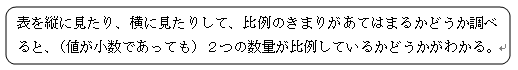 表を縦に見たり、横に見たりして、比例のきまりがあてはまるかどうか調べ
ると、（値が小数であっても）２つの数量が比例しているかどうかがわかる。